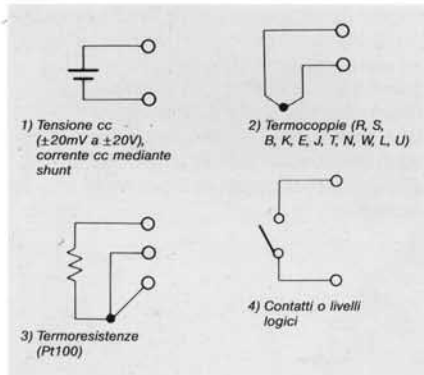 1) Tensione cc
(±20mV a ±20V),
corrente cc mediante
shunt
2) Termocoppie (R, S,
B, K, E, J, T, N, W, L, U)
3) Termoresistenze
(Pt100)
4) Contatti o livelli
logici